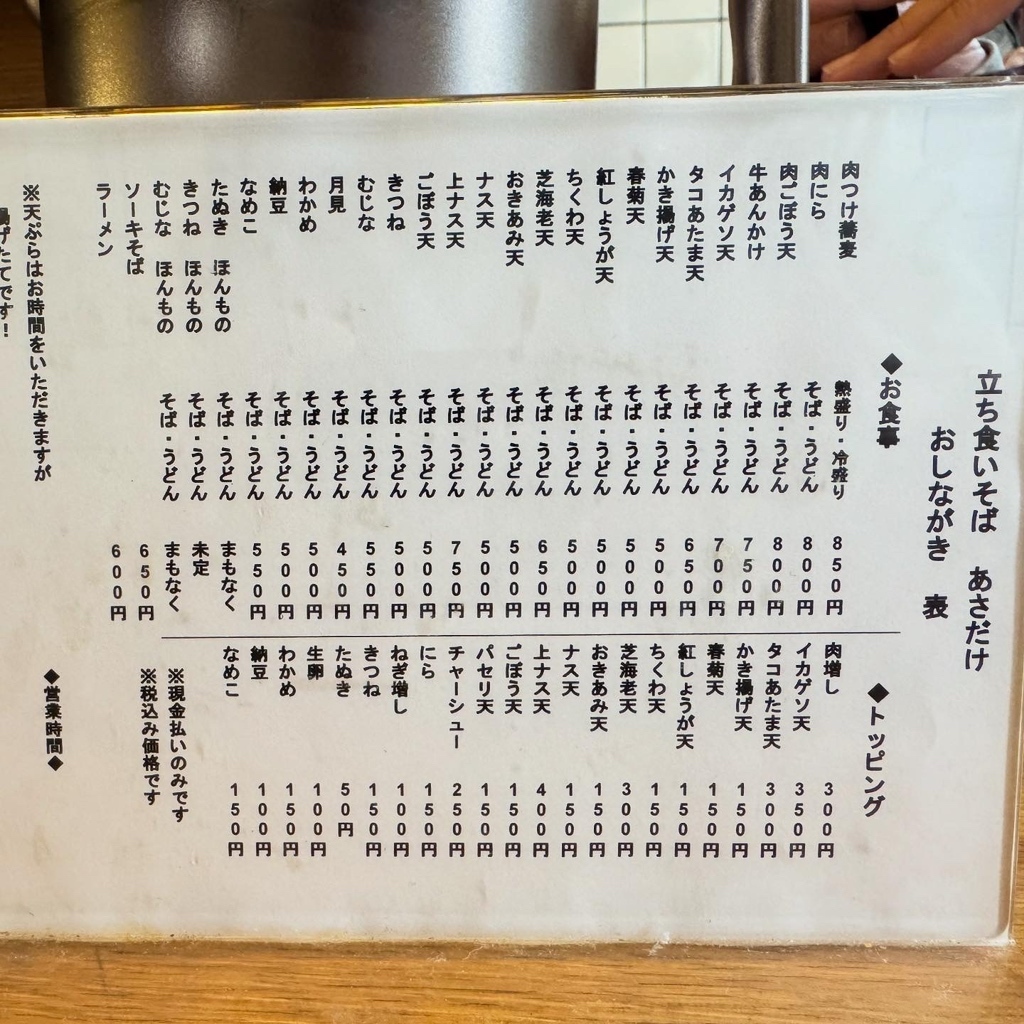 立ち食いそば　あさだけ
おしながき　表
◆お食事
肉つけ蕎麦　熱盛り・冷盛り　850円
肉にら　そば・うどん　800円
肉ごぼう天　そば・うどん　800円
牛あんかけ　そば・うどん　750円
イカゲソ天　そば・うどん　700円
タコあたま天　そば・うどん　650円
かき揚げ天　そば・うどん　500円
春菊天　そば・うどん　500円
紅しょうが天　そば・うどん　500円
ちくわ天　そば・うどん　500円
芝海老天　そば・うどん　650円
おきあみ天　そば・うどん　500円
ナス天　そば・うどん　500円
上ナス天　そば・うどん　750円
ごぼう天　そば・うどん　500円
きつね　そば・うどん　500円
むじな　そば・うどん　550円
月見　そば・うどん　450円
わかめ　そば・うどん　500円
納豆　そば・うどん　500円
なめこ　そば・うどん　550円
たぬき　ほんもの　そば・うどん　まもなく
きつね　ほんもの　そば・うどん　未定
むじな　ほんもの　そば・うどん　まもなく
ソーキそば　650円
ラーメン　600円
※天ぷらはお時間をいただきますが
揚げたてです！
◆トッピング
肉増し　300円
イカゲソ天　350円
タコあたま天　300円
かき揚げ天　150円
春菊天　150円
紅しょうが天　150円
ちくわ天　150円
芝海老天　300円
おきあみ天　150円
ナス天　150円
上ナス天　400円
ごぼう天　150円
パセリ天　150円
チャーシュー　250円
にら　150円
ねぎ増し　100円
きつね　150円
たぬき　50円
生卵　100円
わかめ　150円
納豆　100円
なめこ　150円
※現金払いのみです
※税込み価格です
◆営業時間◆